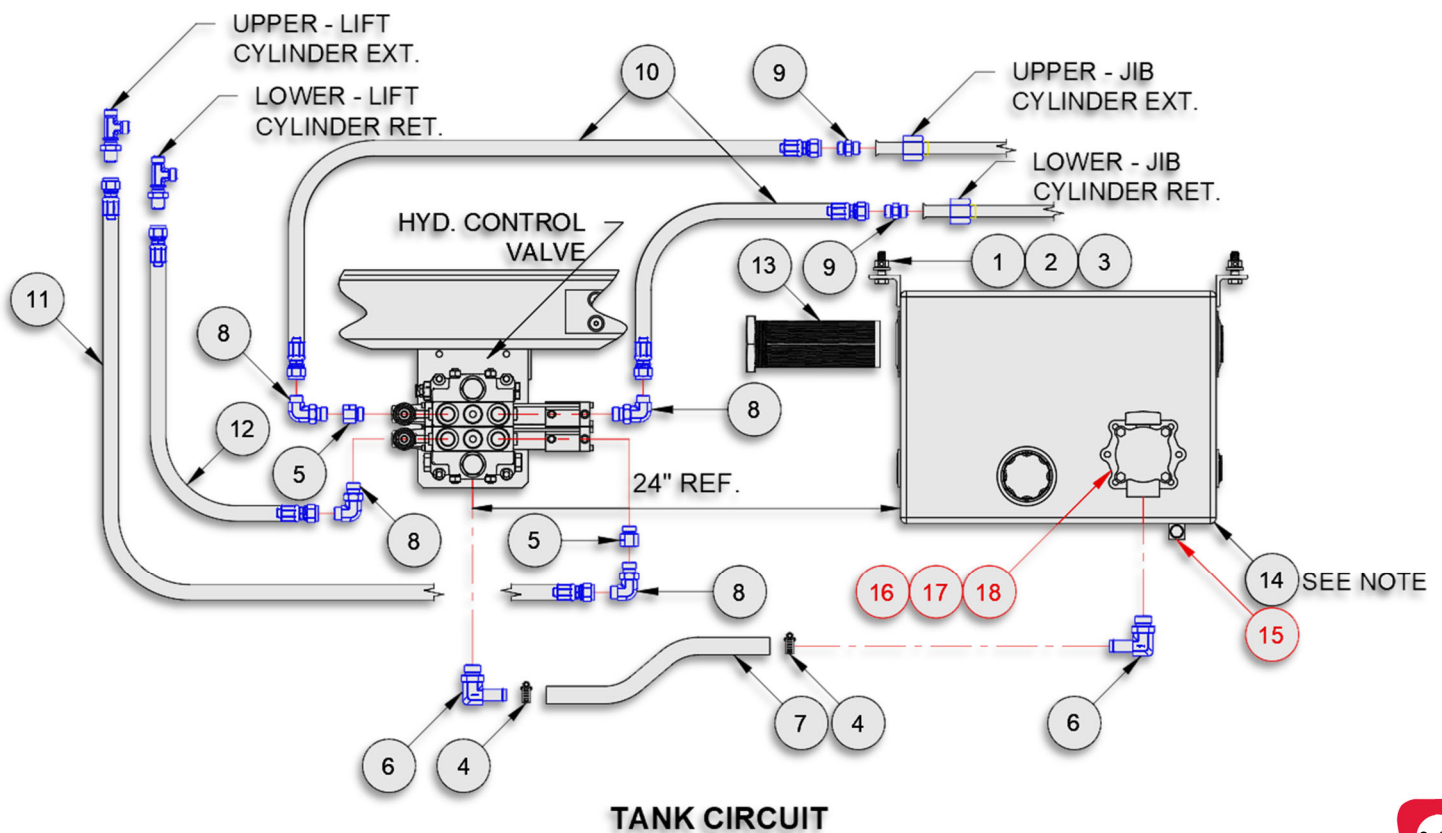 UPPER - LIFT
CYLINDER EXT.
LOWER - LIFT
CYLINDER RET.
10
9
UPPER - JIB
CYLINDER EXT.
LOWER - JIB
CYLINDER RET.
HYD. CONTROL
VALVE
13
9
1 2 3
11
8
8
12
5
24" REF.
8
5
8
16 17 18
14 SEE NOTE
15
6
4
7 4
6
TANK CIRCUIT